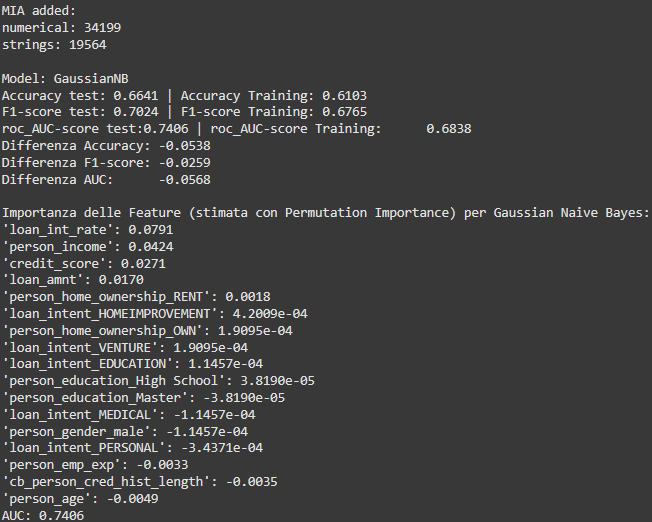 MIA added:
numerical: 34199
strings: 19564
Model: GaussianNB
Accuracy test: 0.6641 | Accuracy Training: 0.6103
F1-score test: 0.7024 | F1-score Training: 0.6765
roc_AUC-score test:0.7406 | roc_AUC-score Training:      0.6838
Differenza Accuracy: -0.0538
Differenza F1-score: -0.0259
Differenza AUC:      -0.0568
Importanza delle Feature (stimata con Permutation Importance) per Gaussian Naive Bayes:
'loan_int_rate': 0.0791
'person_income': 0.0424
'credit_score': 0.0271
'loan_amnt': 0.0170
'person_home_ownership_RENT': 0.0018
'loan_intent_HOMEIMPROVEMENT': 4.2009e-04
'person_home_ownership_OWN': 1.9095e-04
'loan_intent_VENTURE': 1.9095e-04
'loan_intent_EDUCATION': 1.1457e-04
'person_education_High School': 3.8190e-05
'person_education_Master': -3.8190e-05
'loan_intent_MEDICAL': -1.1457e-04
'person_gender_male': -1.1457e-04
'loan_intent_PERSONAL': -3.4371e-04
'person_emp_exp': -0.0033
'cb_person_cred_hist_length': -0.0035
'person_age': -0.0049
AUC: 0.7406